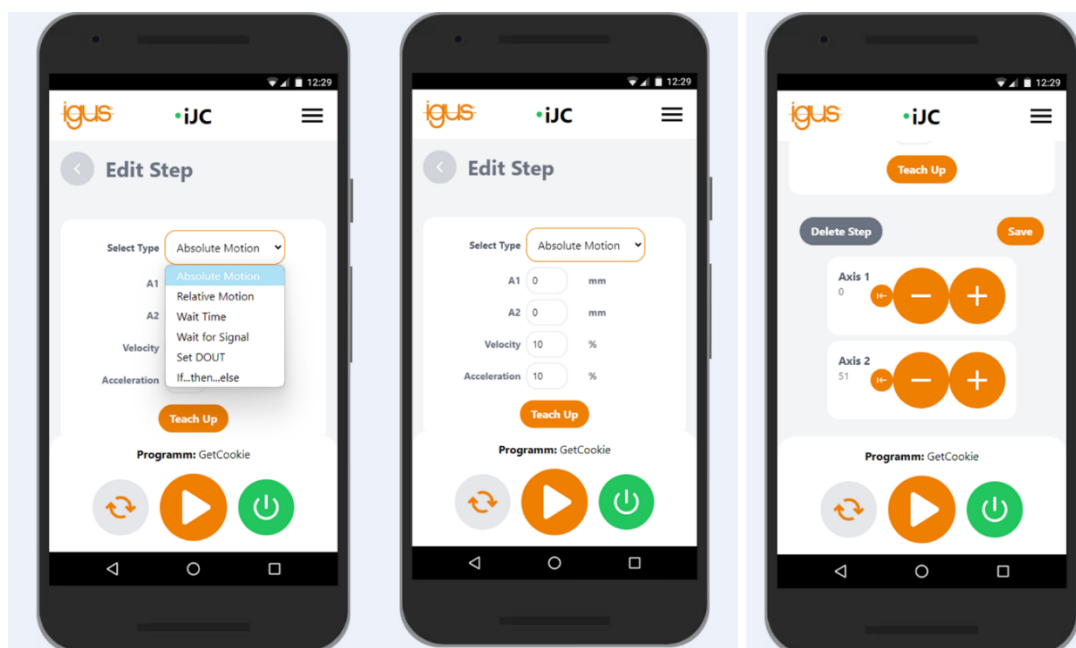 12:29
igus
•iJC
Edit Step
Select Type Absolute Motion
Absolute Motion
Relative Motion
Wait Time
Wait for Signal
Set DOUT
If...then...else
A1
A2
Velocity
Acceleration
Teach Up
Programm: GetCookie
12:29
igus
•iJC
Edit Step
Select Type Absolute Motion
A1 0 mm
A2 0 mm
Velocity 10 %
Acceleration 10 %
Teach Up
Programm: GetCookie
12:29
igus
•iJC
Teach Up
Delete Step Save
Axis 1
0
Axis 2
51
Programm: GetCookie